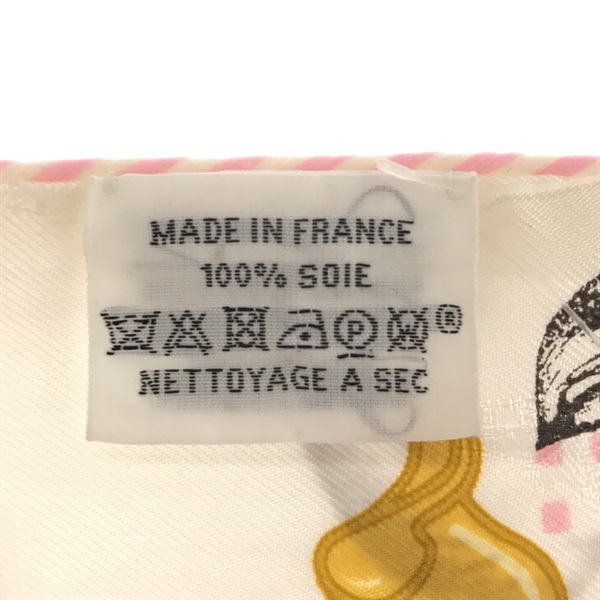 MADE IN FRANCE
100% SOIE
P ®
NETTOYAGE A SEC